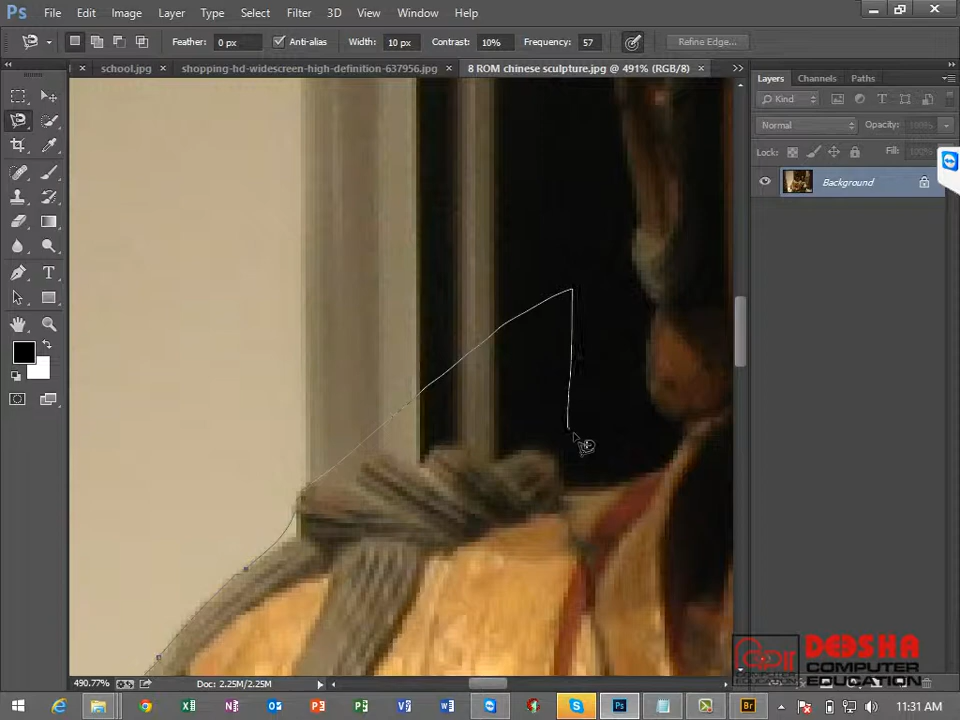 Ps File Edit Image Layer Type Select Filter 3D View Window Help
Feather: 0 px Anti-alias Width: 10 px Contrast: 10% Frequency: 57 Refine Edge...
school.jpg shopping-hd-widescreen-high-definition-637956.jpg 8 ROM chinese sculpture.jpg @ 491% (RGB/8)
Layers Channels Paths
Kind
Normal Opacity: 100%
Lock: Fill: 100%
Background
DEESHA
COMPUTER
EDUCATION
490.77% Doc: 2.25M/2.25M
11:31 AM